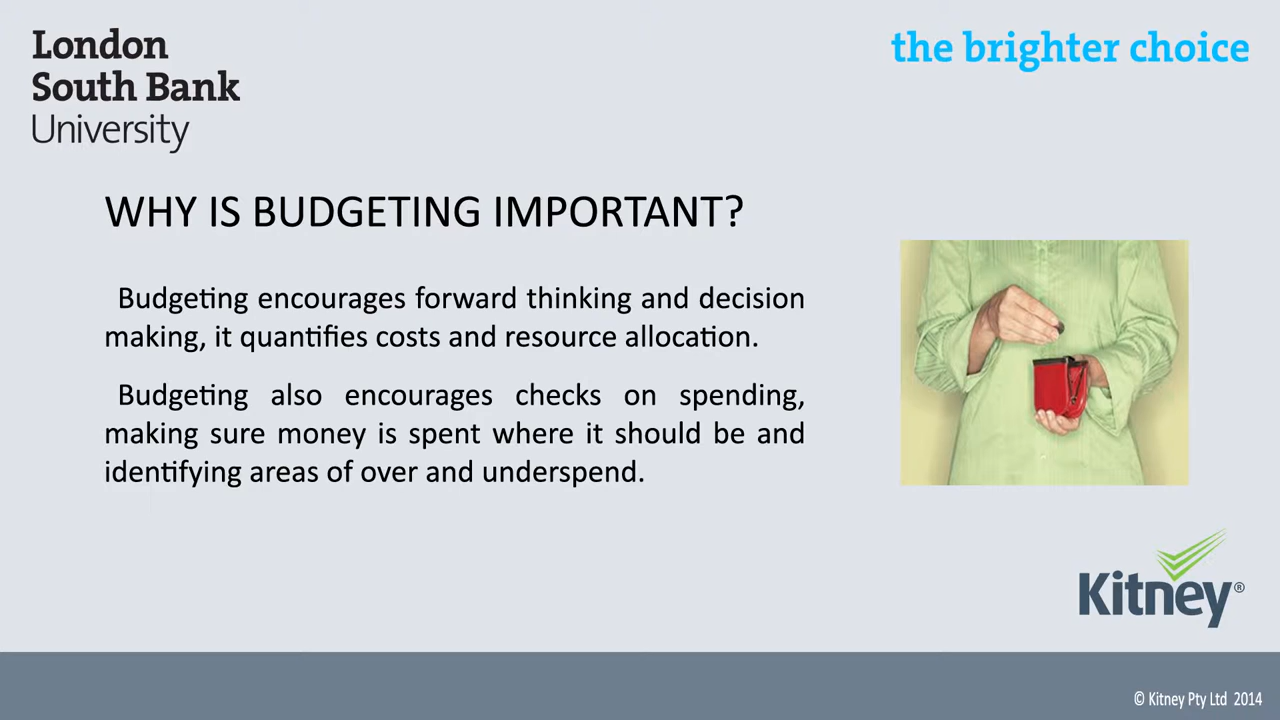 London
South Bank
University
the brighter choice
WHY IS BUDGETING IMPORTANT?
Budgeting encourages forward thinking and decision
making, it quantifies costs and resource allocation.
Budgeting also encourages checks on spending,
making sure money is spent where it should be and
identifying areas of over and underspend.
Kitney®
© Kitney Pty Ltd 2014